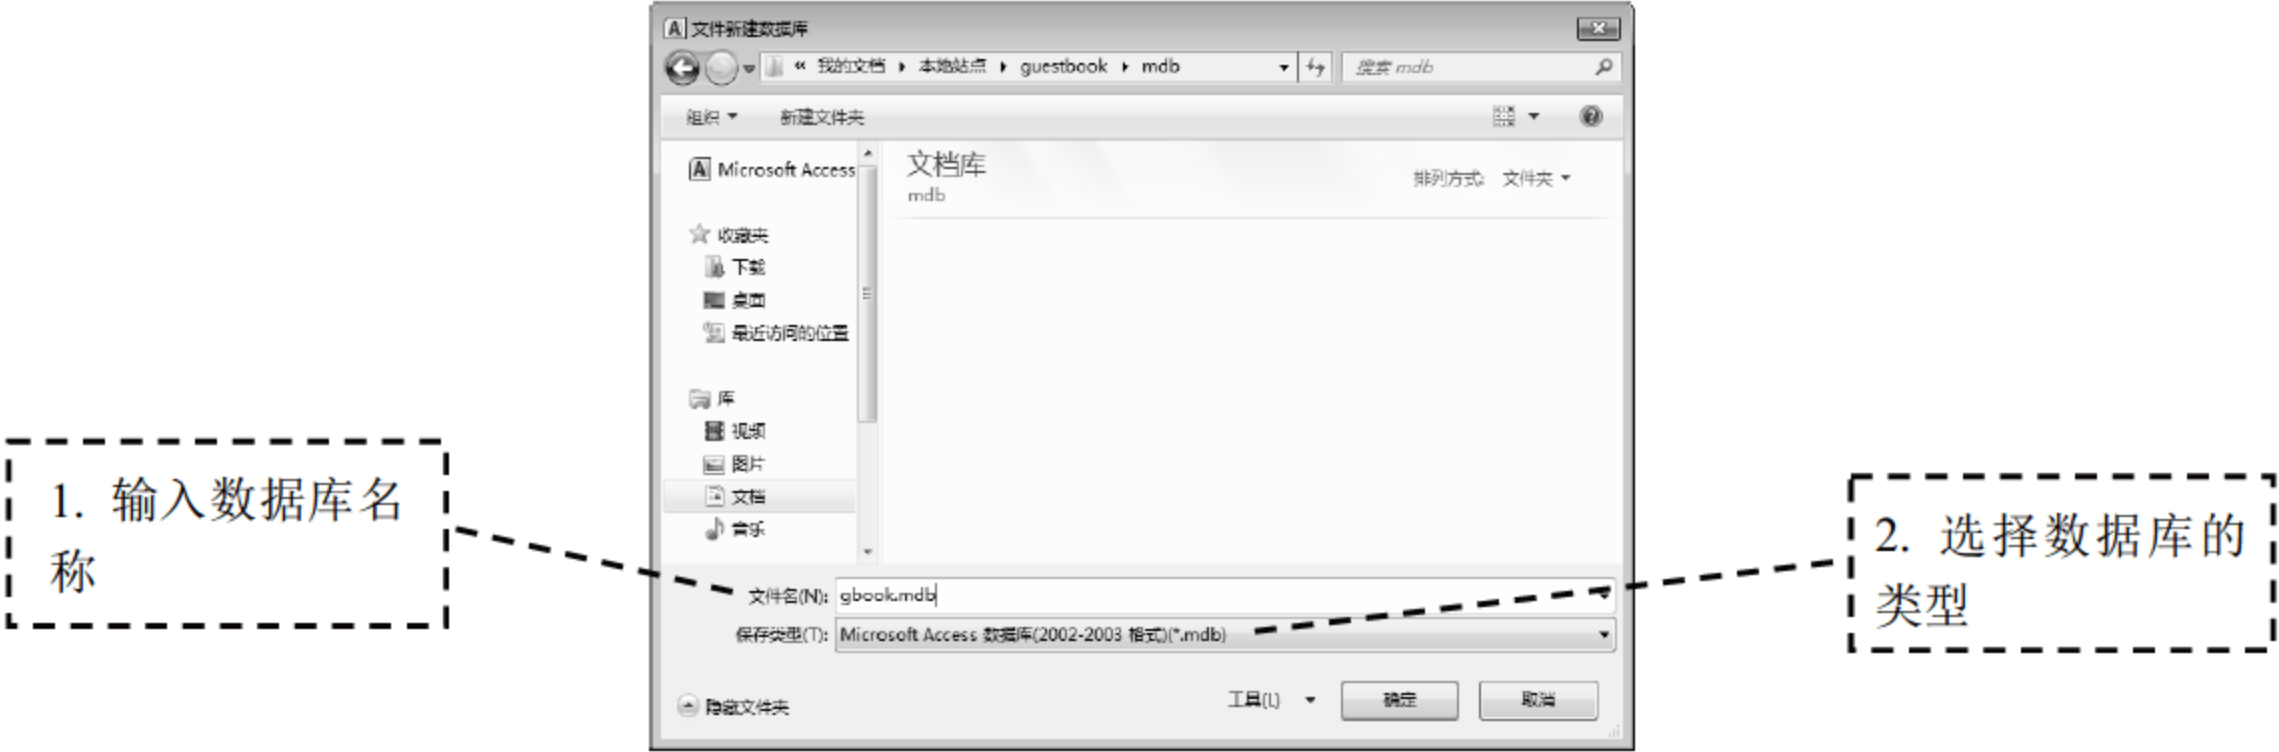 文件新建数据库
« 我的文档 ▸ 本地站点 ▸ guestbook ▸ mdb
搜索 mdb
组织
新建文件夹
Microsoft Access
文档库
mdb
排列方式: 文件夹
收藏夹
下载
桌面
最近访问的位置
库
视频
图片
文档
音乐
1. 输入数据库名
称
2. 选择数据库的
类型
文件名(N): gbook.mdb
保存类型(T): Microsoft Access 数据库(2002-2003 格式)(*.mdb)
隐藏文件夹
工具(L)
确定
取消